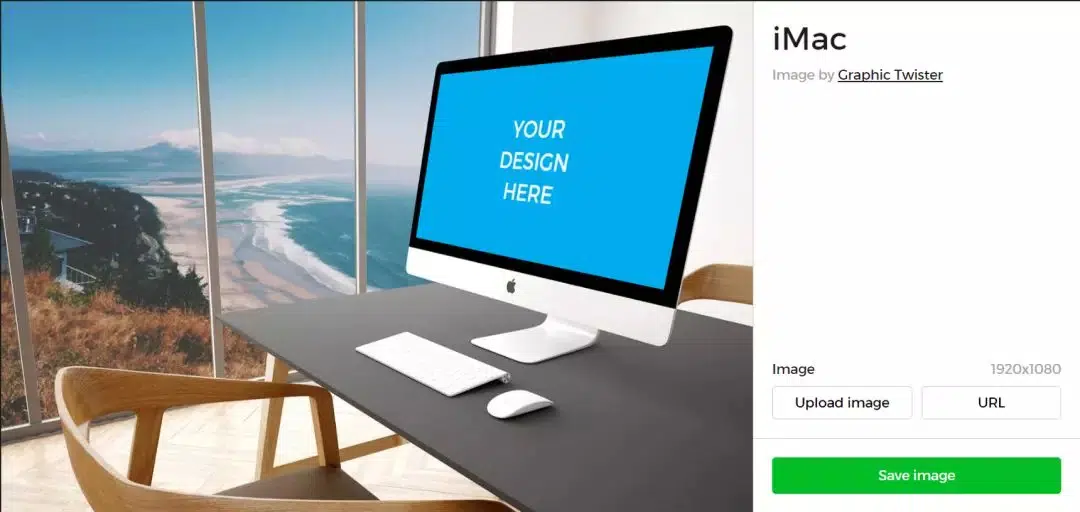 YOUR
DESIGN
HERE
iMac
Image by Graphic Twister
Image 1920x1080
Upload image URL
Save image